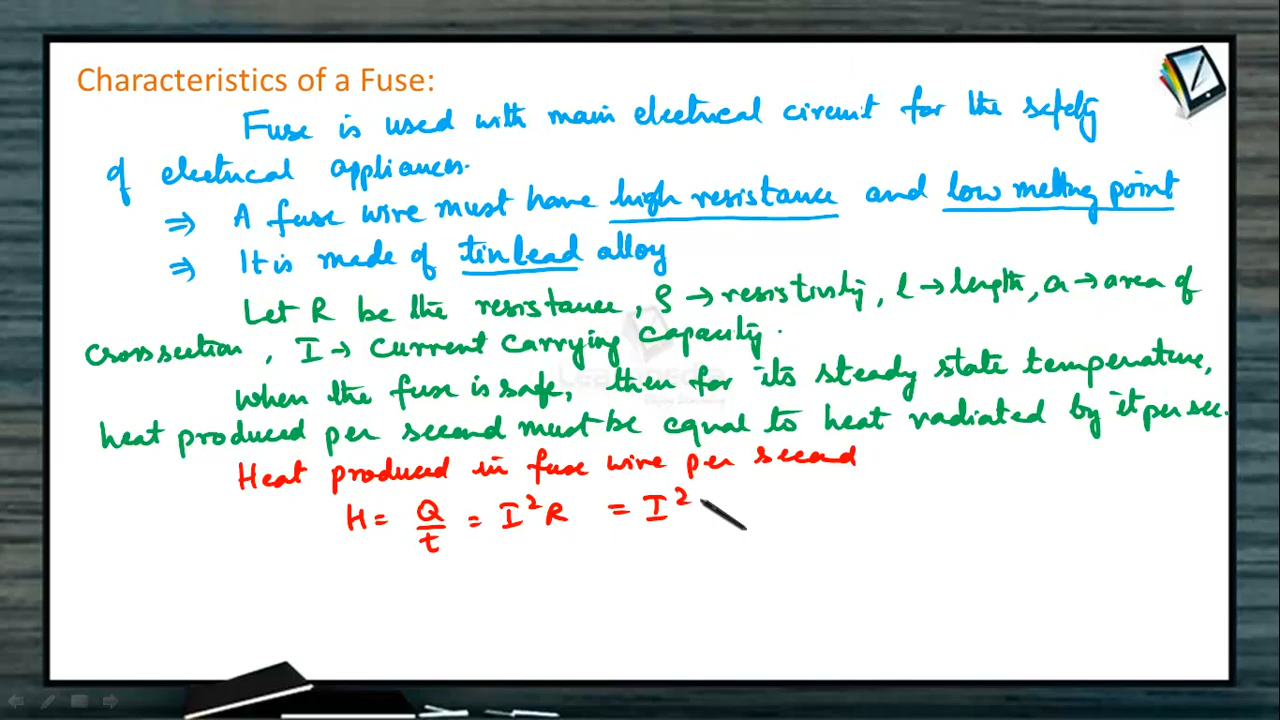 Characteristics of a Fuse:
Fuse is used with main electrical circuit for the safety
of electrical appliances.
⇒ A fuse wire must have high resistance and low melting point
⇒ It is made of tin lead alloy
Let R be the resistance, ρ → resistivity, l → length, a → area of
cross section, I → current carrying capacity.
When the fuse is safe, then for its steady state temperature,
heat produced per second must be equal to heat radiated by it per sec.
Heat produced in fuse wire per second
H = Q/t = I²R = I²